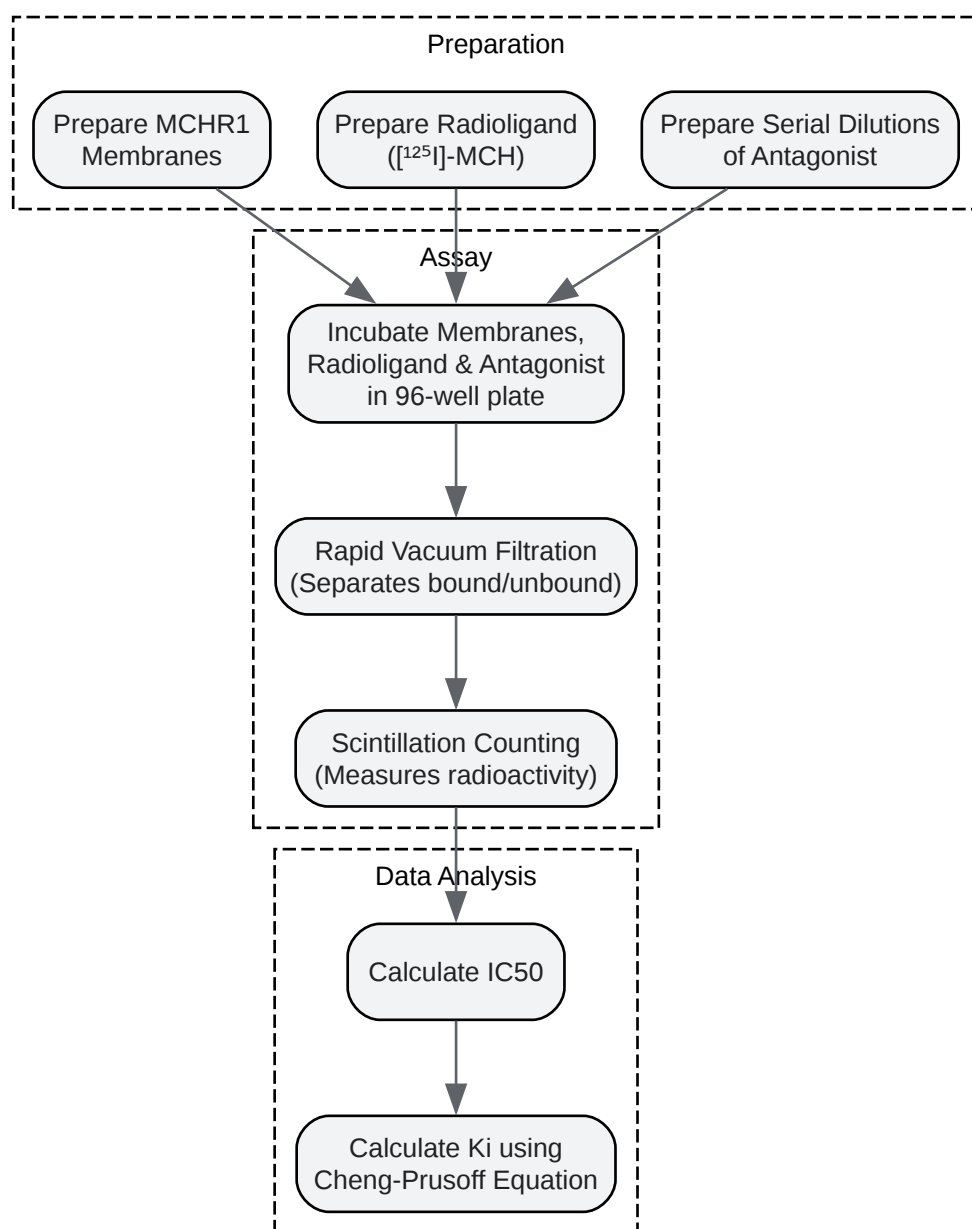 Preparation
Prepare MCHR1
Membranes
Prepare Radioligand
([¹²⁵I]-MCH)
Prepare Serial Dilutions
of Antagonist
Assay
Incubate Membranes,
Radioligand & Antagonist
in 96-well plate
Rapid Vacuum Filtration
(Separates bound/unbound)
Scintillation Counting
(Measures radioactivity)
Data Analysis
Calculate IC50
Calculate Ki using
Cheng-Prusoff Equation